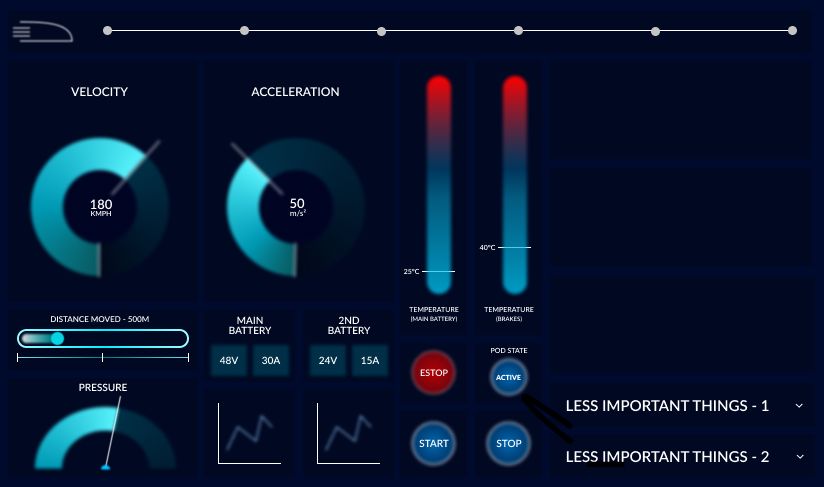 VELOCITY
180
KMPH
ACCELERATION
50
m/s²
25°C
TEMPERATURE
(MAIN BATTERY)
40°C
TEMPERATURE
(BRAKES)
DISTANCE MOVED - 500M
MAIN
BATTERY
48V 30A
2ND
BATTERY
24V 15A
PRESSURE
ESTOP
POD STATE
ACTIVE
START
STOP
LESS IMPORTANT THINGS - 1
LESS IMPORTANT THINGS - 2